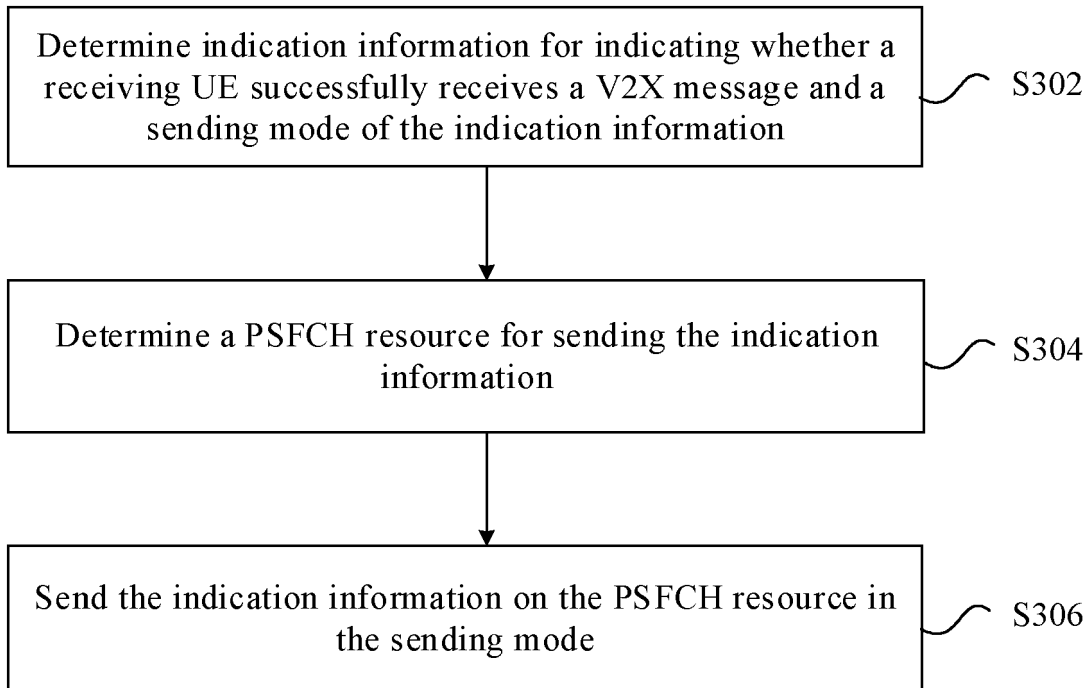 Determine indication information for indicating whether a
receiving UE successfully receives a V2X message and a
sending mode of the indication information
S302
Determine a PSFCH resource for sending the indication
information
S304
Send the indication information on the PSFCH resource in
the sending mode
S306